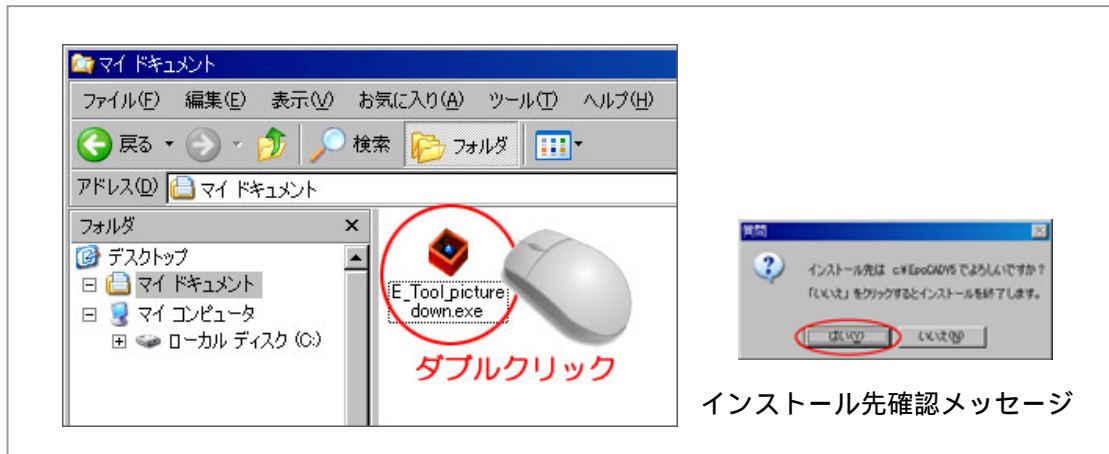 マイ ドキュメント
ファイル(F) 編集(E) 表示(V) お気に入り(A) ツール(T) ヘルプ(H)
戻る 検索 フォルダ
アドレス(D) マイ ドキュメント
フォルダ ×
デスクトップ
マイ ドキュメント
マイ コンピュータ
ローカル ディスク (C:)
E_Tool_picture
down.exe
ダブルクリック
質問
インストール先は c:¥EpoCADY5 でよろしいですか？
「いいえ」をクリックするとインストールを終了します。
はい(Y) いいえ(N)
インストール先確認メッセージ